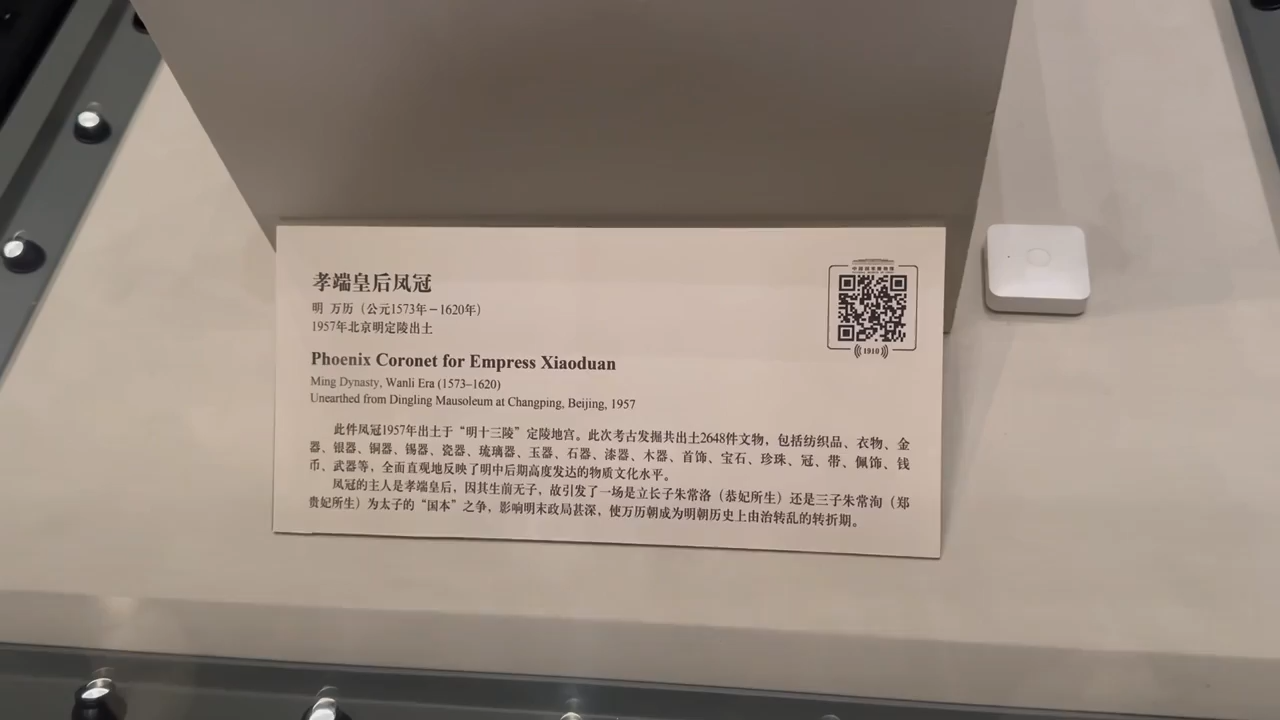 孝端皇后凤冠
明 万历（公元1573年－1620年）
1957年北京明定陵出土
Phoenix Coronet for Empress Xiaoduan
Ming Dynasty, Wanli Era (1573–1620)
Unearthed from Dingling Mausoleum at Changping, Beijing, 1957
此件凤冠1957年出土于“明十三陵”定陵地宫。此次考古发掘共出土2648件文物，包括纺织品、衣物、金
器、银器、铜器、锡器、瓷器、琉璃器、玉器、石器、漆器、木器、首饰、宝石、珍珠、冠、带、佩饰、钱
币、武器等，全面直观地反映了明中后期高度发达的物质文化水平。
凤冠的主人是孝端皇后，因其生前无子，故引发了一场是立长子朱常洛（恭妃所生）还是三子朱常洵（郑
贵妃所生）为太子的“国本”之争，影响明末政局甚深，使万历朝成为明朝历史上由治转乱的转折期。
中国国家博物馆
1910